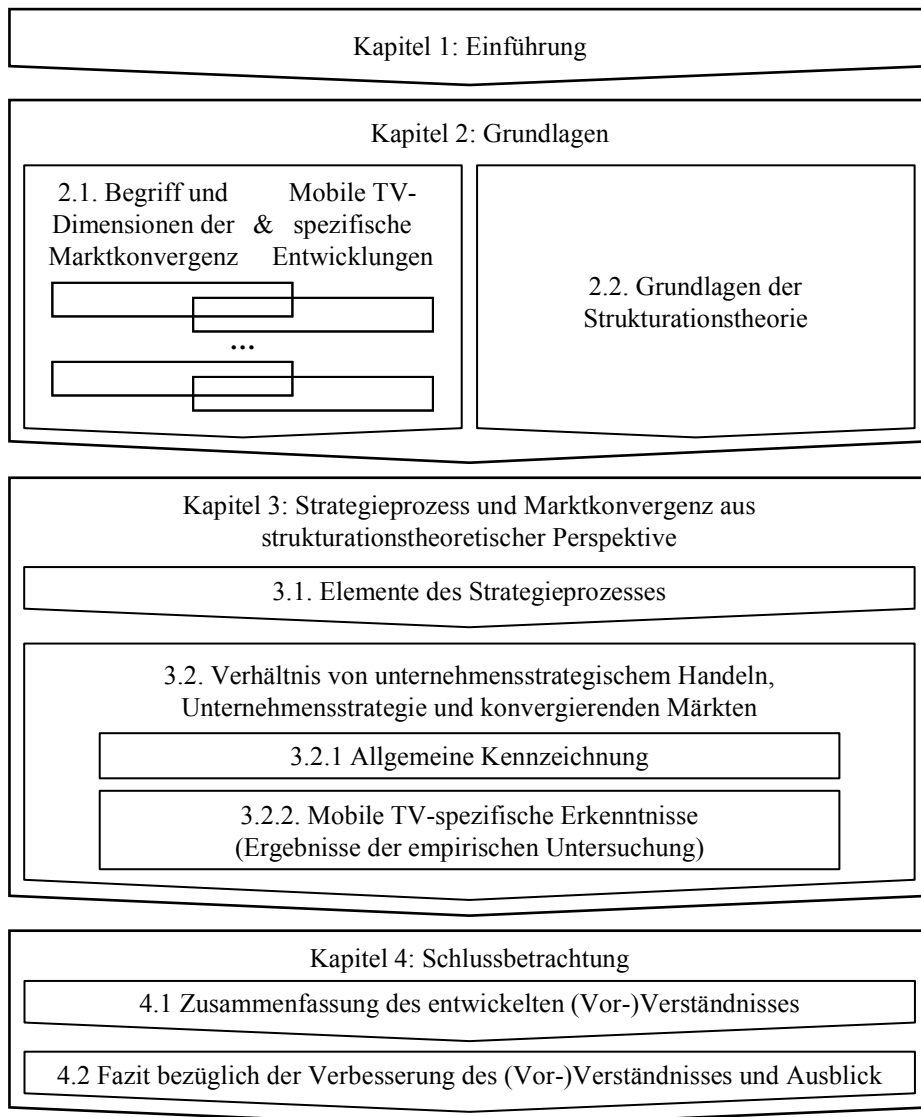 Kapitel 1: Einführung
Kapitel 2: Grundlagen
2.1. Begriff und
Dimensionen der
Marktkonvergenz
&
Mobile TV-
spezifische
Entwicklungen
...
2.2. Grundlagen der
Strukturationstheorie
Kapitel 3: Strategieprozess und Marktkonvergenz aus
strukturationstheoretischer Perspektive
3.1. Elemente des Strategieprozesses
3.2. Verhältnis von unternehmensstrategischem Handeln,
Unternehmensstrategie und konvergierenden Märkten
3.2.1 Allgemeine Kennzeichnung
3.2.2. Mobile TV-spezifische Erkenntnisse
(Ergebnisse der empirischen Untersuchung)
Kapitel 4: Schlussbetrachtung
4.1 Zusammenfassung des entwickelten (Vor-)Verständnisses
4.2 Fazit bezüglich der Verbesserung des (Vor-)Verständnisses und Ausblick